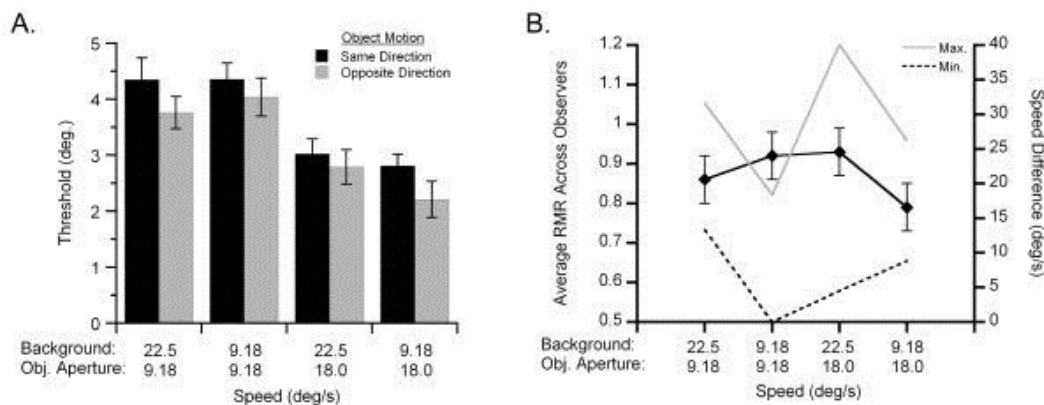 A.
Object Motion
Same Direction
Opposite Direction
5
4
3
2
1
0
Threshold (deg.)
Background: 22.5 9.18 22.5 9.18
Obj. Aperture: 9.18 9.18 18.0 18.0
Speed (deg/s)
B.
Max.
Min.
1.2
1.1
1
0.9
0.8
0.7
0.6
0.5
Average RMR Across Observers
40
35
30
25
20
15
10
5
0
Speed Difference (deg/s)
Background: 22.5 9.18 22.5 9.18
Obj. Aperture: 9.18 9.18 18.0 18.0
Speed (deg/s)